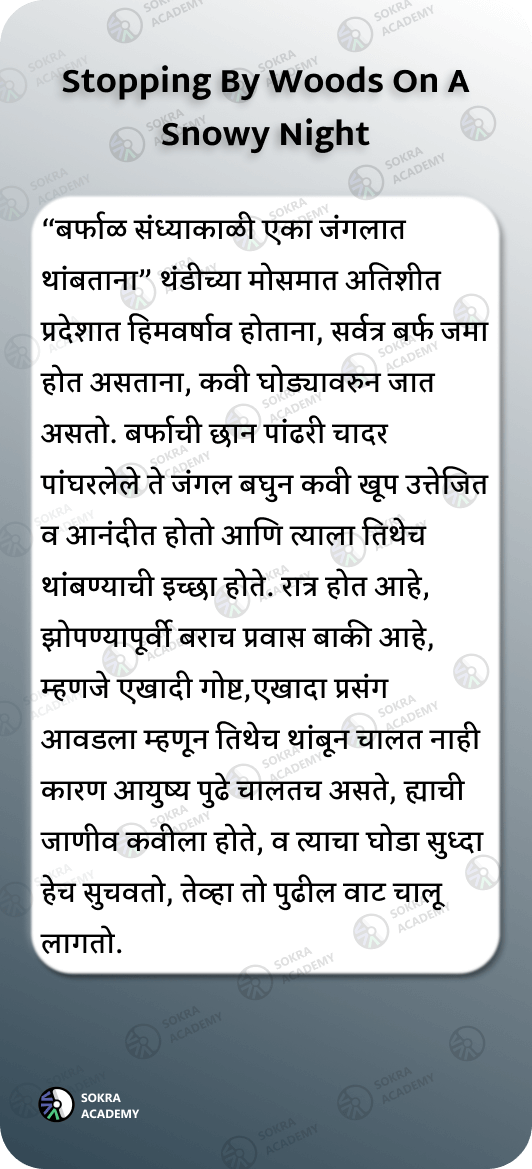 Stopping By Woods On A
Snowy Night
“बर्फाळ संध्याकाळी एका जंगलात
थांबताना” थंडीच्या मोसमात अतिशीत
प्रदेशात हिमवर्षाव होताना, सर्वत्र बर्फ जमा
होत असताना, कवी घोड्यावरुन जात
असतो. बर्फाची छान पांढरी चादर
पांघरलेले ते जंगल बघुन कवी खूप उत्तेजित
व आनंदीत होतो आणि त्याला तिथेच
थांबण्याची इच्छा होते. रात्र होत आहे,
झोपण्यापूर्वी बराच प्रवास बाकी आहे,
म्हणजे एखादी गोष्ट,एखादा प्रसंग
आवडला म्हणून तिथेच थांबून चालत नाही
कारण आयुष्य पुढे चालतच असते, ह्याची
जाणीव कवीला होते, व त्याचा घोडा सुध्दा
हेच सुचवतो, तेव्हा तो पुढील वाट चालू
लागतो.
SOKRA
ACADEMY